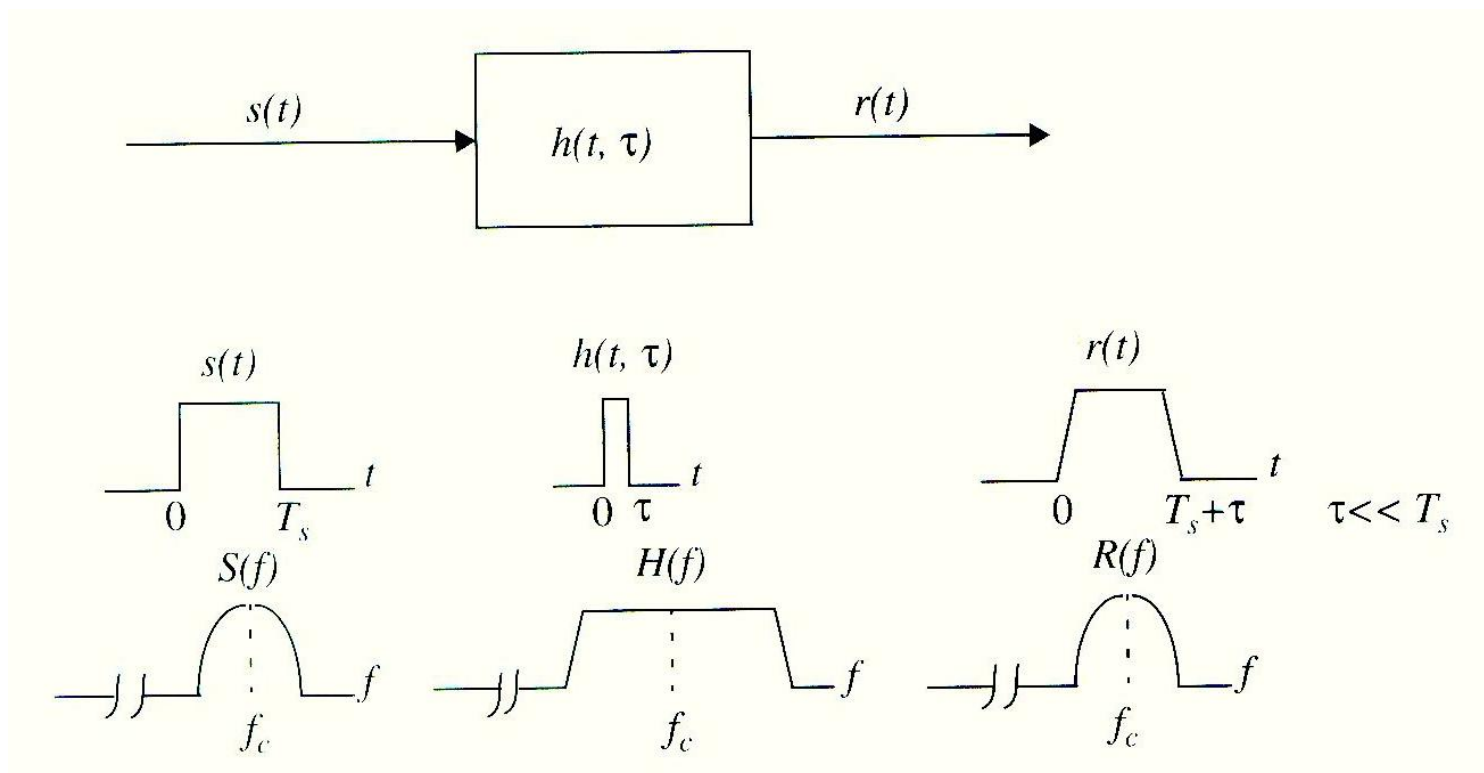 s(t)
h(t, τ)
r(t)
s(t)
h(t, τ)
r(t)
t
t
t
0
T_s
0 τ
0
T_s+τ
τ<< T_s
S(f)
H(f)
R(f)
f
f
f
f_c
f_c
f_c